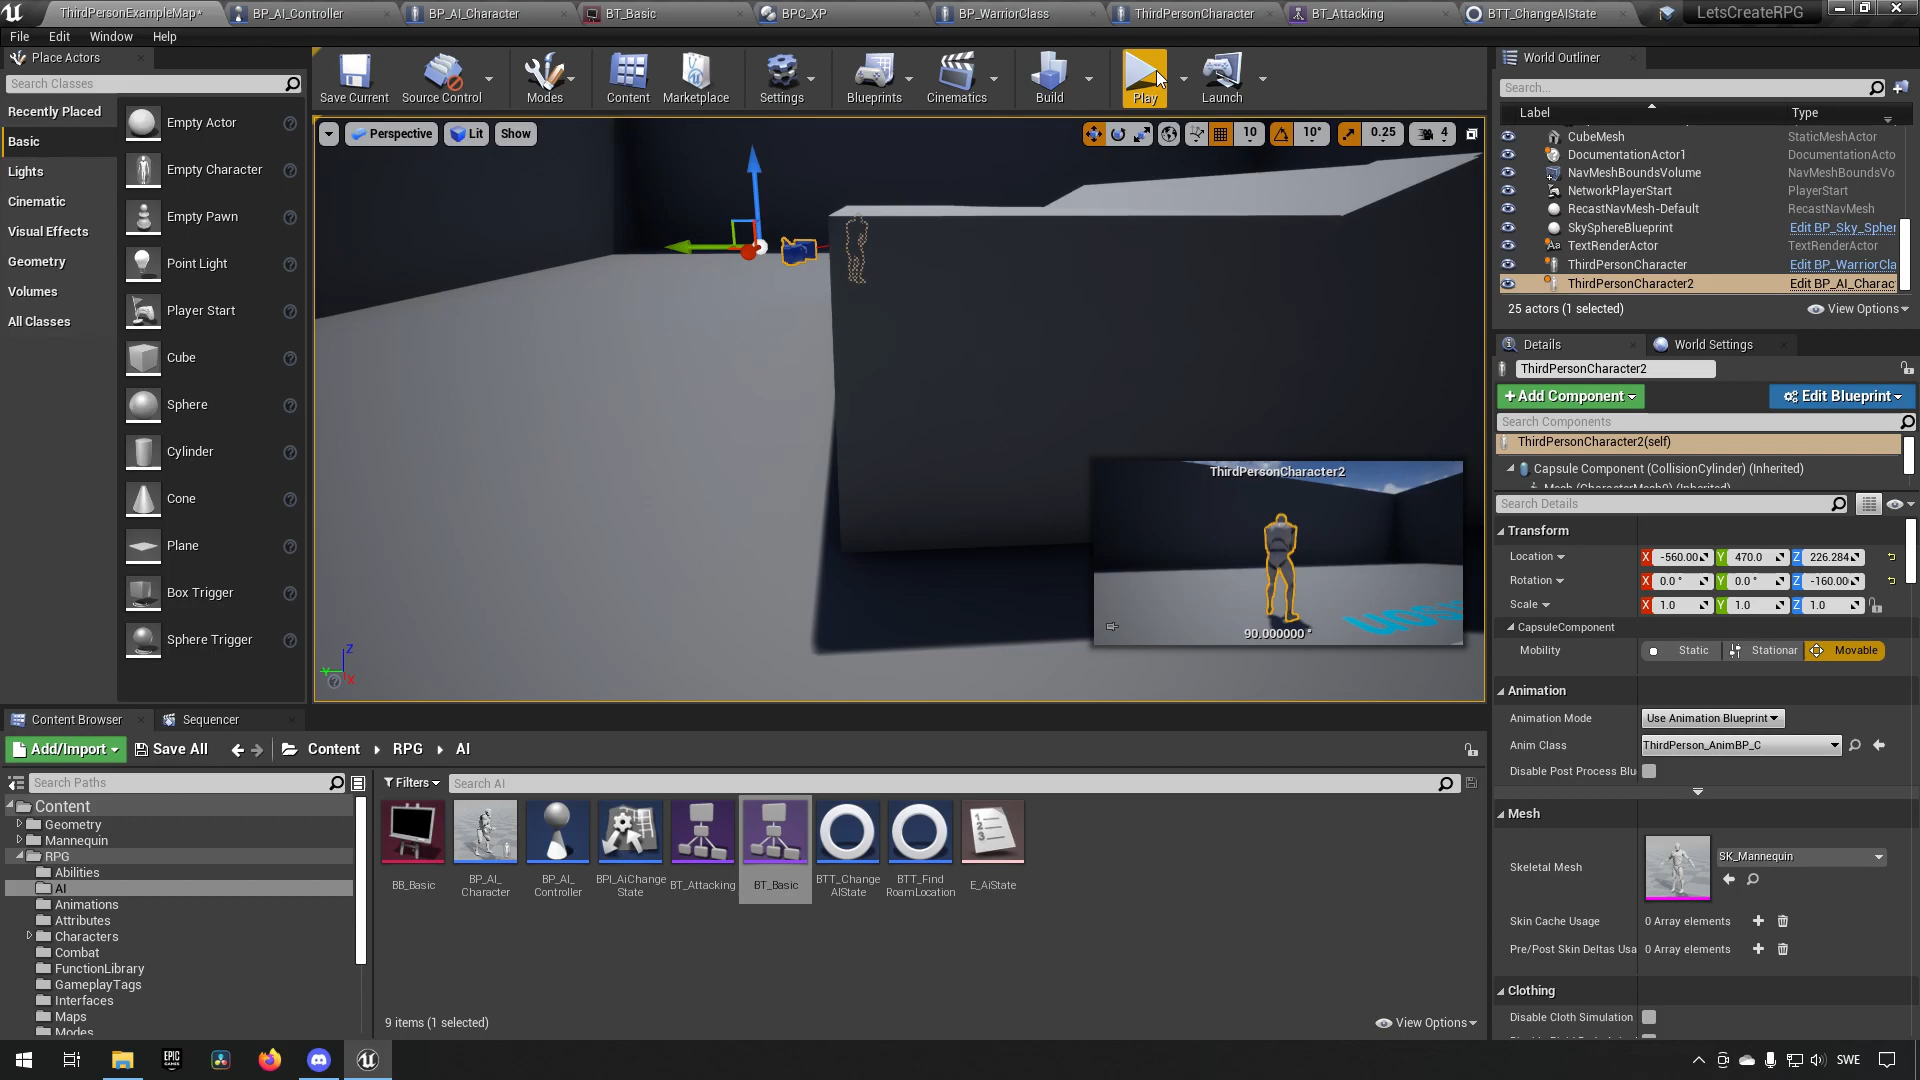 ThirdPersonExampleMap*
BP_AI_Controller
BP_AI_Character
BT_Basic
BPC_XP
BP_WarriorClass
ThirdPersonCharacter
BT_Attacking
BTT_ChangeAIState
LetsCreateRPG
File Edit Window Help
Place Actors
Search Classes
Recently Placed
Basic
Lights
Cinematic
Visual Effects
Geometry
Volumes
All Classes
Empty Actor
Empty Character
Empty Pawn
Point Light
Player Start
Cube
Sphere
Cylinder
Cone
Plane
Box Trigger
Sphere Trigger
Save Current
Source Control
Modes
Content
Marketplace
Settings
Blueprints
Cinematics
Build
Play
Launch
Perspective
Lit
Show
10
10°
0.25
4
ThirdPersonCharacter2
90.000000 °
Z
Y
X
World Outliner
Search...
Label Type
CubeMesh StaticMeshActor
DocumentationActor1 DocumentationActo
NavMeshBoundsVolume NavMeshBoundsVo
NetworkPlayerStart PlayerStart
RecastNavMesh-Default RecastNavMesh
SkySphereBlueprint Edit BP_Sky_Spher
TextRenderActor TextRenderActor
ThirdPersonCharacter Edit BP_WarriorCla
ThirdPersonCharacter2 Edit BP_AI_Charac
25 actors (1 selected)
View Options
Details
World Settings
ThirdPersonCharacter2
+Add Component
Edit Blueprint
Search Components
ThirdPersonCharacter2(self)
Capsule Component (CollisionCylinder) (Inherited)
Mesh (CharacterMesh0) (Inherited)
Search Details
Transform
Location X -560.00 Y 470.0 Z 226.284
Rotation X 0.0 ° Y 0.0 ° Z -160.00
Scale X 1.0 Y 1.0 Z 1.0
CapsuleComponent
Mobility Static Stationar Movable
Animation
Animation Mode Use Animation Blueprint
Anim Class ThirdPerson_AnimBP_C
Disable Post Process Blu
Mesh
Skeletal Mesh SK_Mannequin
Skin Cache Usage 0 Array elements
Pre/Post Skin Deltas Usa 0 Array elements
Clothing
Disable Cloth Simulation
Content Browser
Sequencer
Add/Import
Save All
Content RPG AI
Search Paths
Filters
Search AI
Content
Geometry
Mannequin
RPG
Abilities
AI
Animations
Attributes
Characters
Combat
FunctionLibrary
GameplayTags
Interfaces
Maps
Modes
BB_Basic
BP_AI_
Character
BP_AI_
Controller
BPI_AiChange
State
BT_Attacking
BT_Basic
BTT_Change
AIState
BTT_Find
RoamLocation
E_AiState
9 items (1 selected)
View Options
EPIC
GAMES
SWE